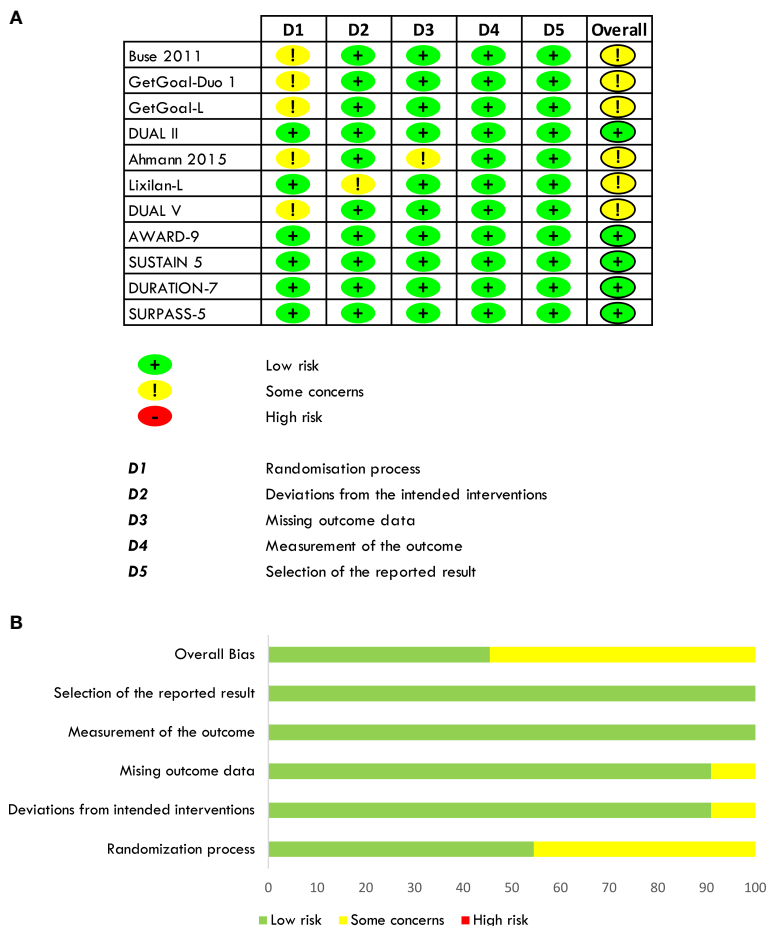 A
D1 D2 D3 D4 D5 Overall
Buse 2011 ! + + + + !
GetGoal-Duo 1 ! + + + + !
GetGoal-L ! + + + + !
DUAL II + + + + + +
Ahmann 2015 ! + ! + + !
Lixilan-L + ! + + + !
DUAL V ! + + + + !
AWARD-9 + + + + + +
SUSTAIN 5 + + + + + +
DURATION-7 + + + + + +
SURPASS-5 + + + + + +
+ Low risk
! Some concerns
- High risk
D1 Randomisation process
D2 Deviations from the intended interventions
D3 Missing outcome data
D4 Measurement of the outcome
D5 Selection of the reported result
B
Overall Bias
Selection of the reported result
Measurement of the outcome
Mising outcome data
Deviations from intended interventions
Randomization process
0 10 20 30 40 50 60 70 80 90 100
Low risk Some concerns High risk